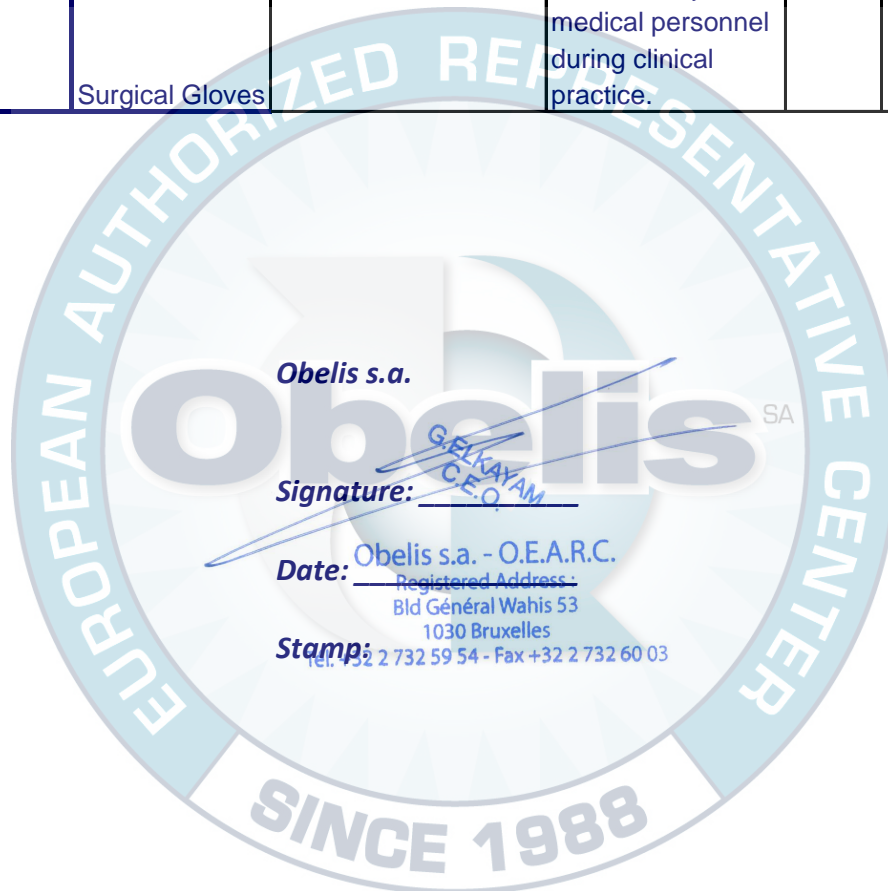 medical personnel
during clinical
Surgical Gloves
practice.
EUROPEAN AUTHORIZED REPRESENTATIVE CENTER
Obelis s.a.
Obelis SA
G.ELKAYAM
C.E.O.
Signature: ____________
Obelis s.a. - O.E.A.R.C.
Date: ________________
Registered Address :
Bld Général Wahis 53
1030 Bruxelles
Stamp:
Tel. +32 2 732 59 54 - Fax +32 2 732 60 03
SINCE 1988